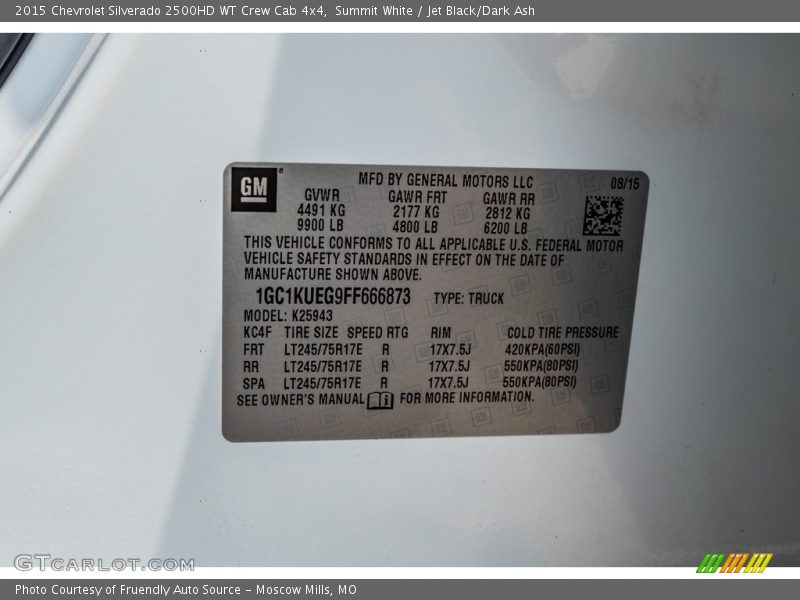 2015 Chevrolet Silverado 2500HD WT Crew Cab 4x4, Summit White / Jet Black/Dark Ash
GM ®
MFD BY GENERAL MOTORS LLC 08/15
GVWR GAWR FRT GAWR RR
4491 KG 2177 KG 2812 KG
9900 LB 4800 LB 6200 LB
THIS VEHICLE CONFORMS TO ALL APPLICABLE U.S. FEDERAL MOTOR
VEHICLE SAFETY STANDARDS IN EFFECT ON THE DATE OF
MANUFACTURE SHOWN ABOVE.
1GC1KUEG9FF666873 TYPE: TRUCK
MODEL: K25943
KC4F TIRE SIZE SPEED RTG RIM COLD TIRE PRESSURE
FRT LT245/75R17E R 17X7.5J 420KPA(60PSI)
RR LT245/75R17E R 17X7.5J 550KPA(80PSI)
SPA LT245/75R17E R 17X7.5J 550KPA(80PSI)
SEE OWNER'S MANUAL i FOR MORE INFORMATION.
GTCARLOT.COM
Photo Courtesy of Fruendly Auto Source - Moscow Mills, MO